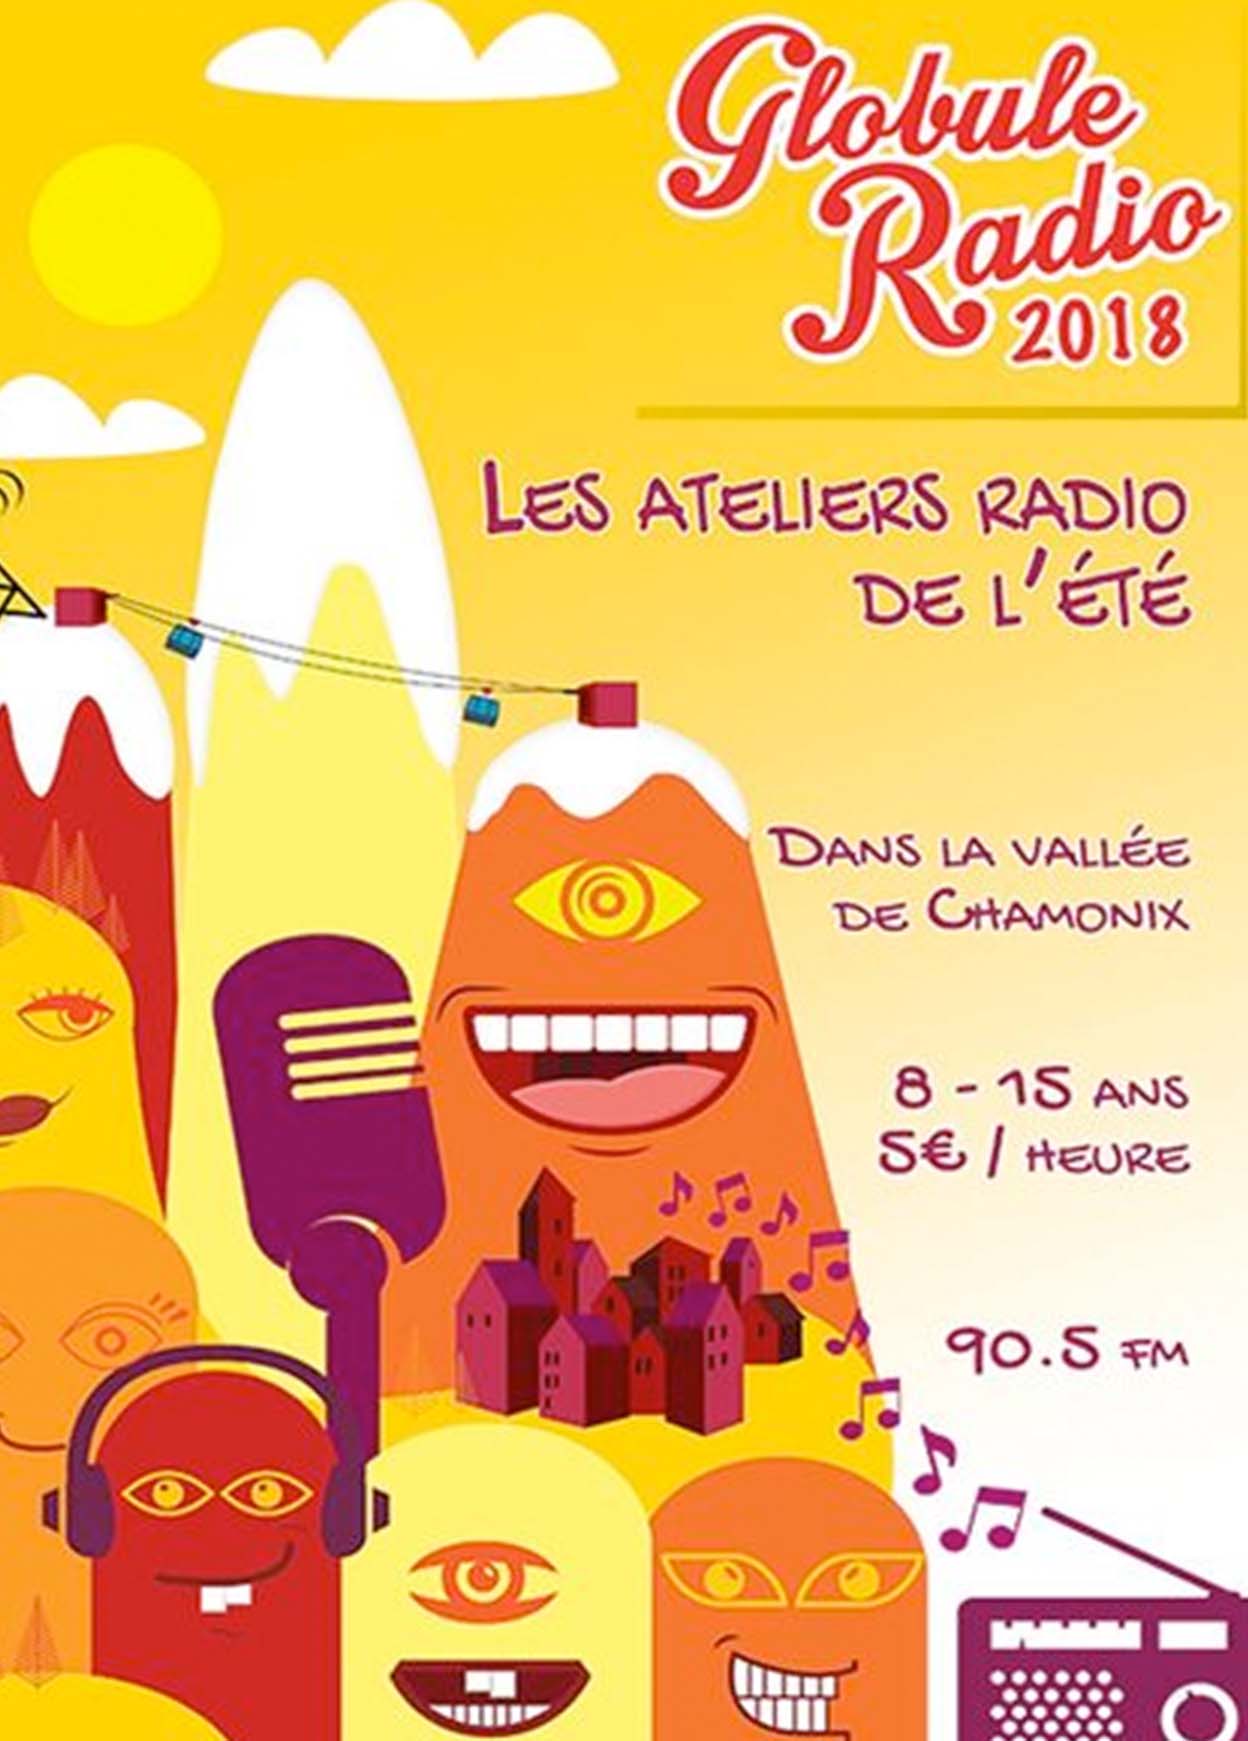 Globule
Radio
2018
Les ateliers radio
de l'été
Dans la vallée
de Chamonix
8 - 15 ans
5€ / heure
90.5 FM